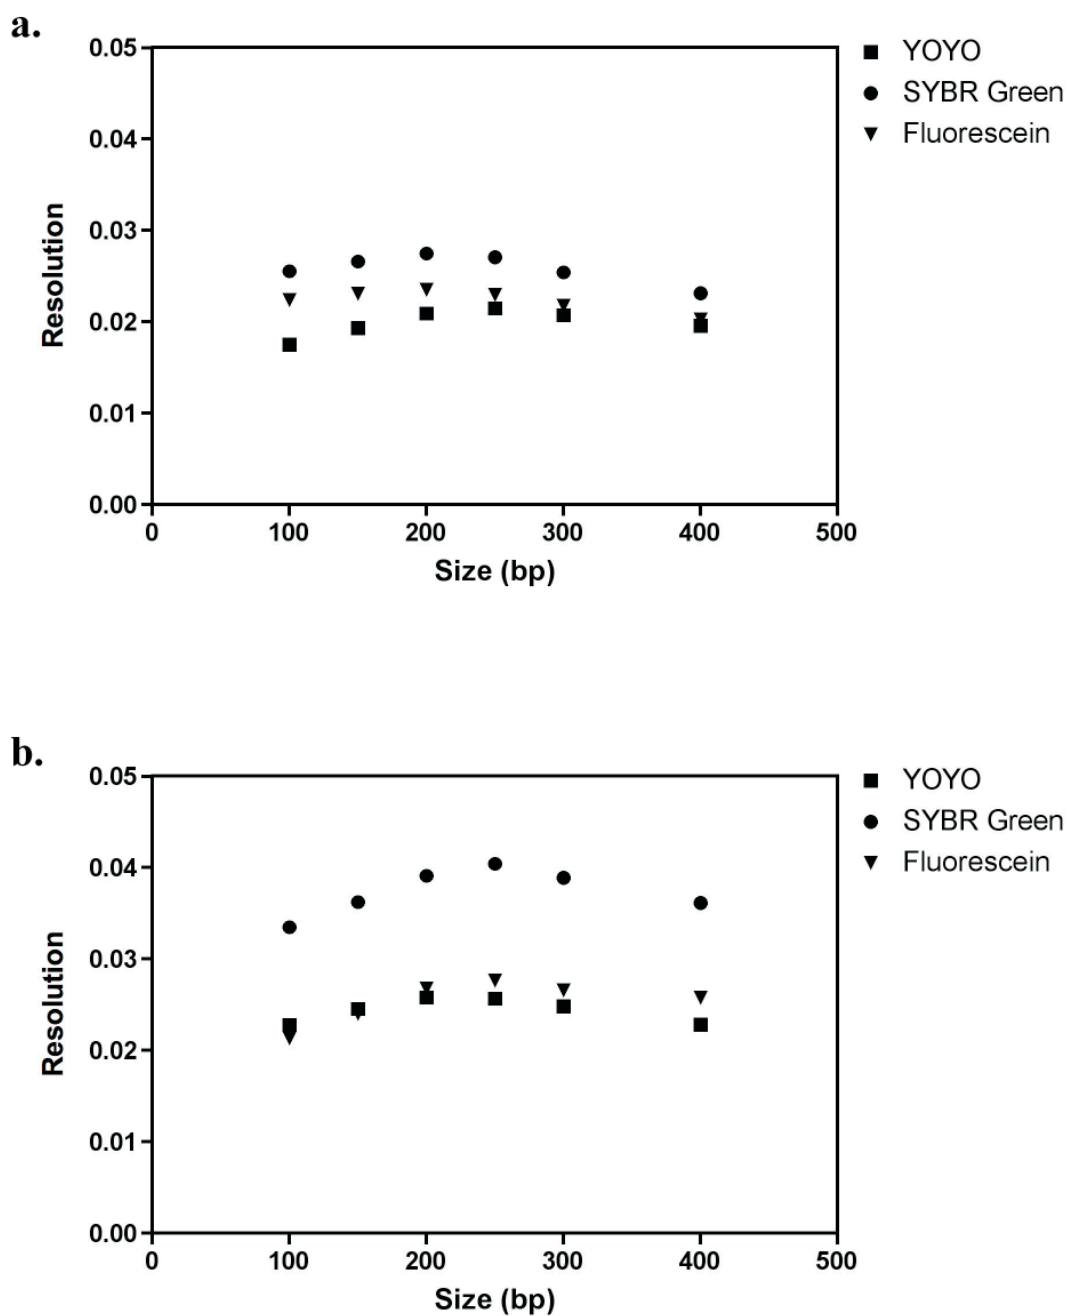 a.
0.05
0.04
0.03
0.02
0.01
0.00
Resolution
0 100 200 300 400 500
Size (bp)
YOYO
SYBR Green
Fluorescein
b.
0.05
0.04
0.03
0.02
0.01
0.00
Resolution
0 100 200 300 400 500
Size (bp)
YOYO
SYBR Green
Fluorescein